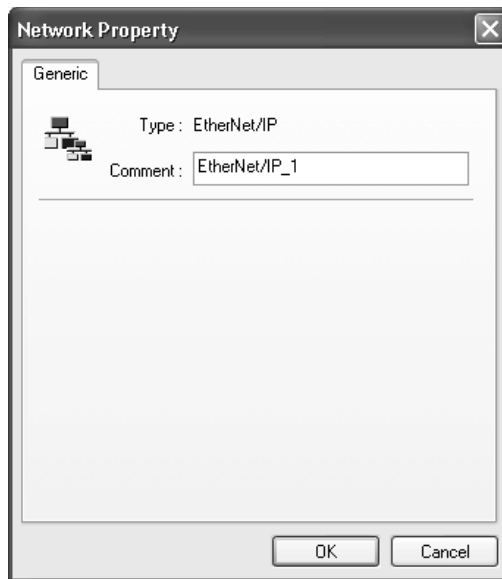 Network Property
Generic
Type : EtherNet/IP
Comment : EtherNet/IP_1
OK Cancel